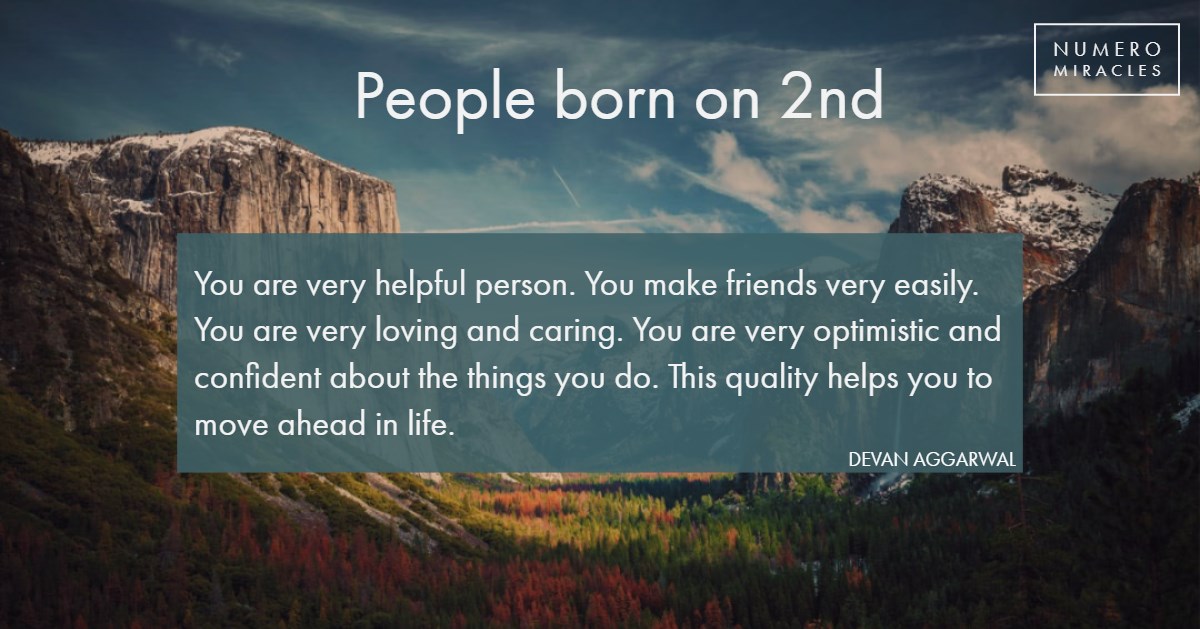 NUMERO
MIRACLES
People born on 2nd
You are very helpful person. You make friends very easily.
You are very loving and caring. You are very optimistic and
confident about the things you do. This quality helps you to
move ahead in life.
DEVAN AGGARWAL